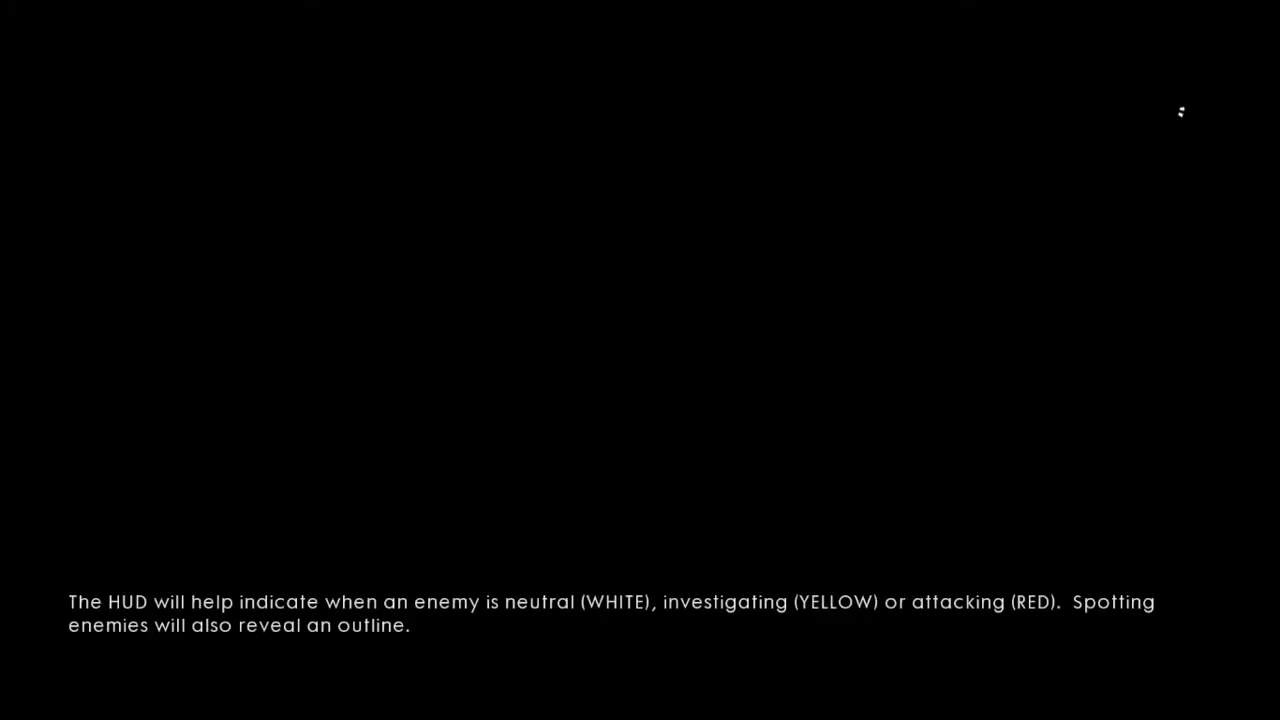 The HUD will help indicate when an enemy is neutral (WHITE), investigating (YELLOW) or attacking (RED).  Spotting
enemies will also reveal an outline.